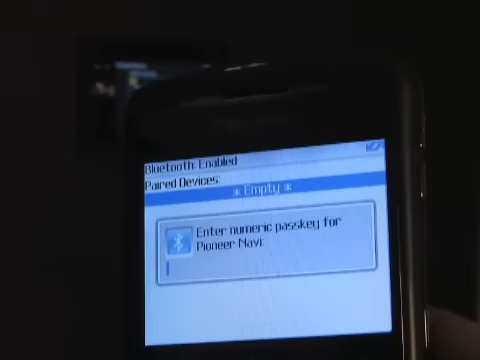 Bluetooth: Enabled
Paired Devices:
* Empty *
Enter numeric passkey for
Pioneer Navi: